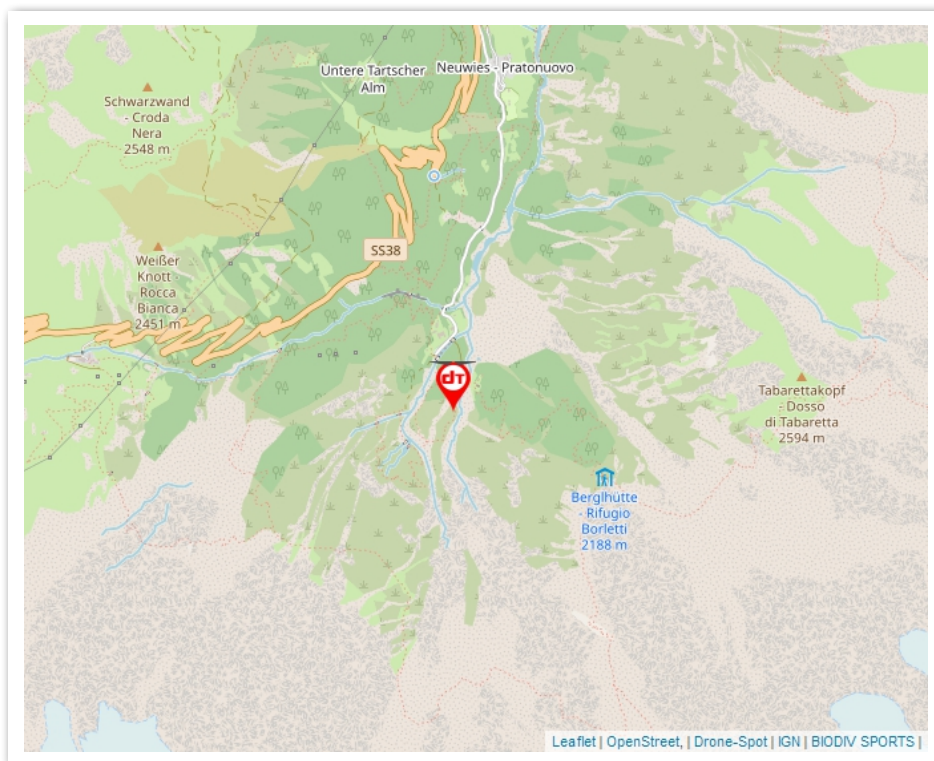 Untere Tartscher
Alm
Neuwies - Pratonuovo
Schwarzwand
- Croda
Nera
2548 m
SS38
Weißer
Knott -
Rocca
Bianca
2451 m
dT
Tabarettakopf
- Dosso
di Tabaretta
2594 m
Berglhütte
- Rifugio
Borletti
2188 m
Leaflet | OpenStreet, | Drone-Spot | IGN | BIODIV SPORTS |